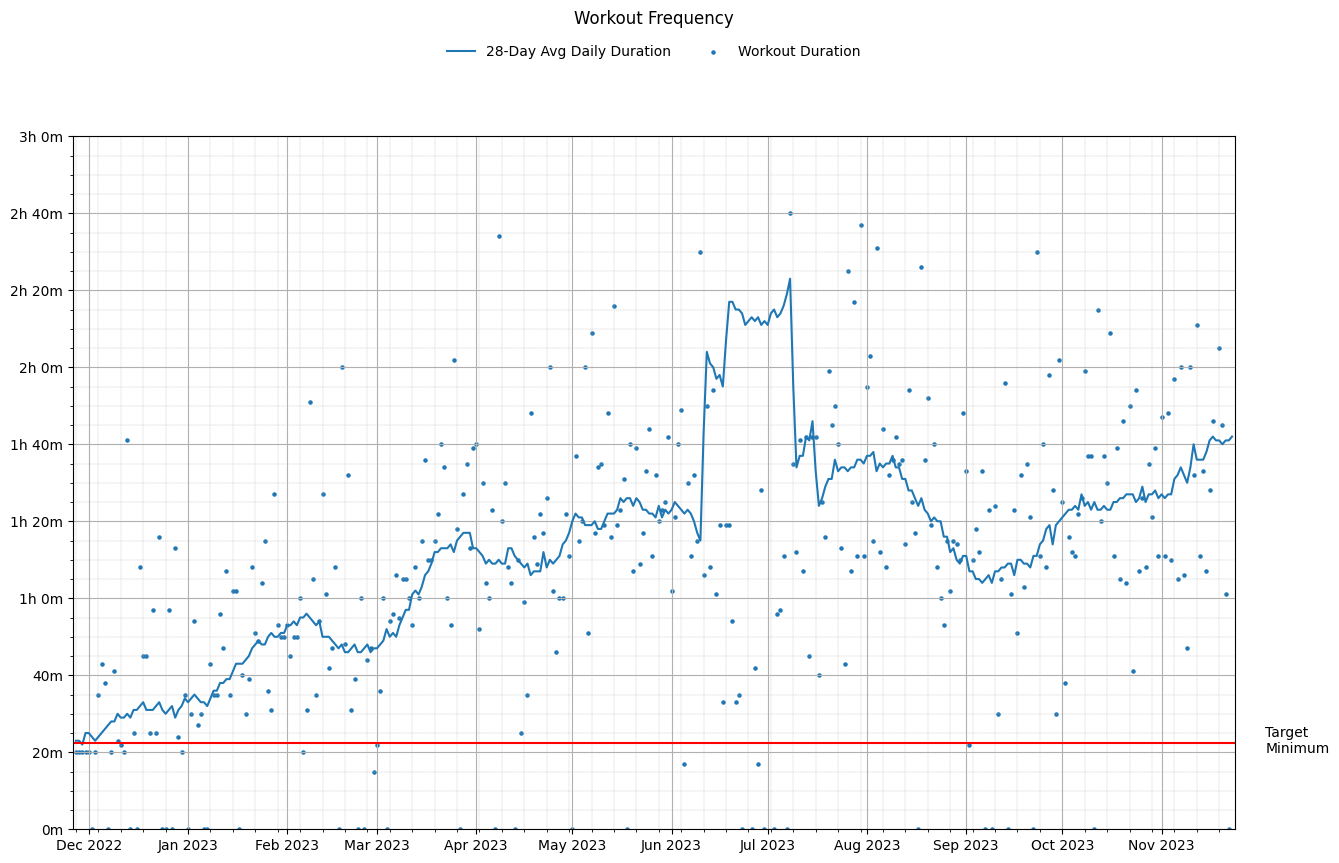 Workout Frequency
28-Day Avg Daily Duration
Workout Duration
3h 0m
2h 40m
2h 20m
2h 0m
1h 40m
1h 20m
1h 0m
40m
20m
0m
Target
Minimum
Dec 2022
Jan 2023
Feb 2023
Mar 2023
Apr 2023
May 2023
Jun 2023
Jul 2023
Aug 2023
Sep 2023
Oct 2023
Nov 2023